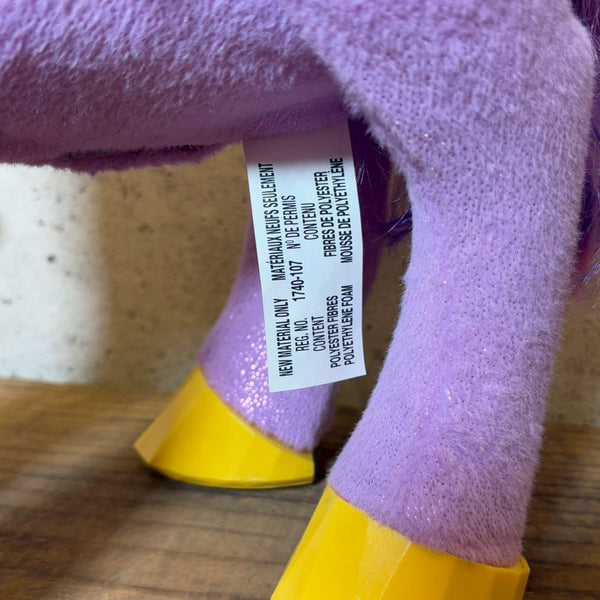 NEW MATERIAL ONLY MATÉRIAUX NEUFS SEULEMENT
REG. NO. 1740-107 Nº DE PERMIS
CONTENT CONTENU
POLYESTER FIBRES FIBRES DE POLYESTER
POLYETHYLENE FOAM MOUSSE DE POLYETHYLÈNE